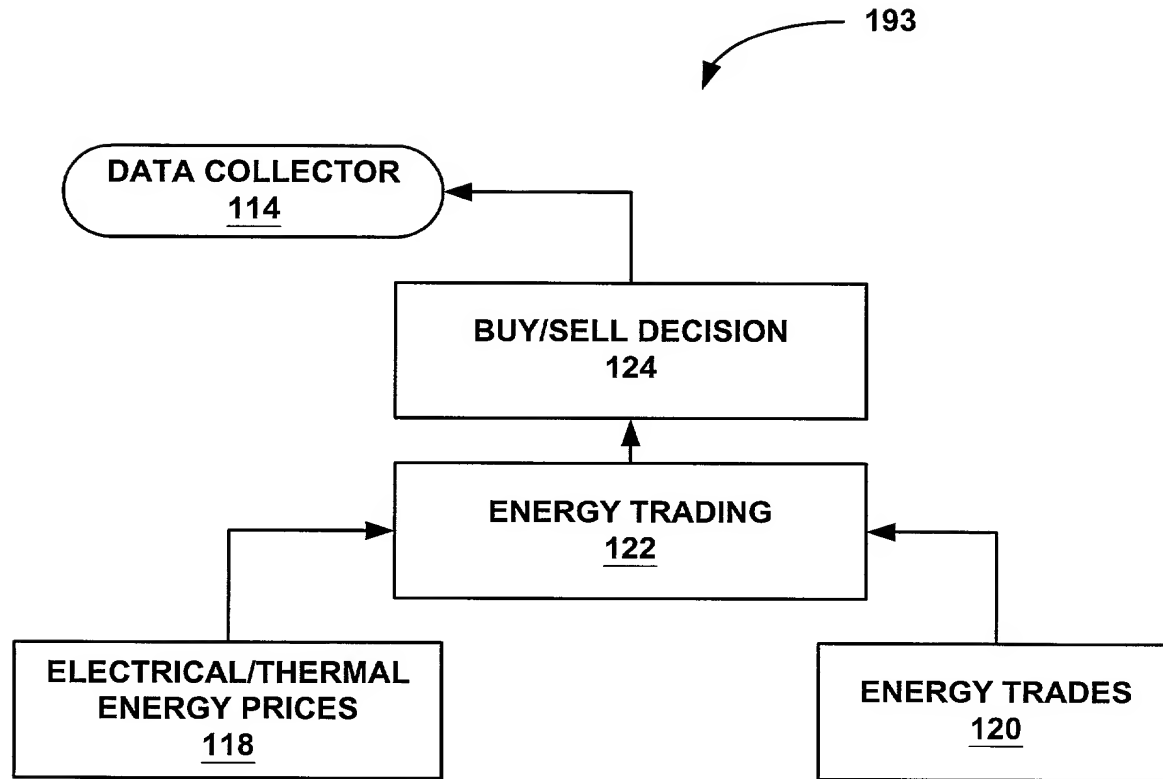 193
DATA COLLECTOR
114
BUY/SELL DECISION
124
ENERGY TRADING
122
ELECTRICAL/THERMAL
ENERGY PRICES
118
ENERGY TRADES
120